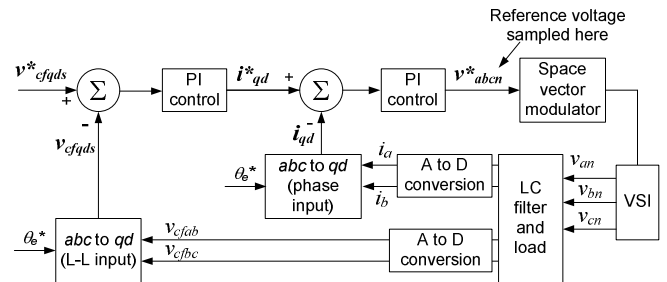 Reference voltage
sampled here
v*cfqds
+
Σ
-
vcfqds
PI
control
i*qd
+
Σ
-
iqd
PI
control
v*abcn
Space
vector
modulator
θe*
abc to qd
(phase
input)
ia
ib
A to D
conversion
LC
filter
and
load
van
vbn
vcn
VSI
θe*
abc to qd
(L-L input)
vcfab
vcfbc
A to D
conversion